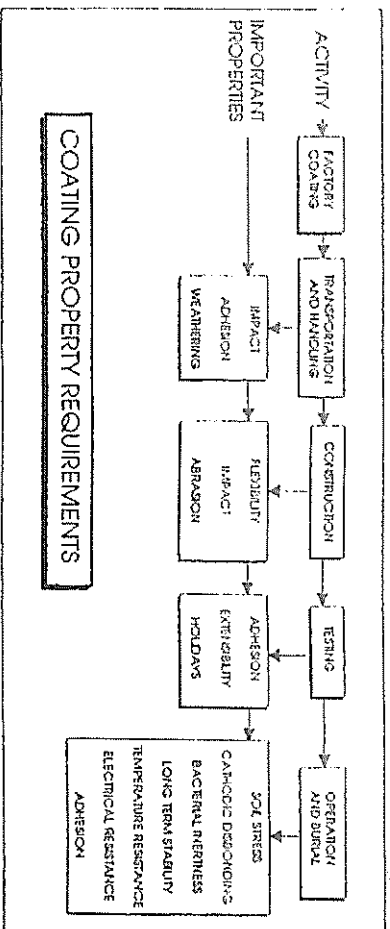 ACTIVITY
FACTORY
COATING
TRANSPORTATION
AND HANDLING
CONSTRUCTION
TESTING
OPERATION
AND BURIAL
IMPORTANT
PROPERTIES
IMPACT
ADHESION
WEATHERING
FLEXIBILITY
IMPACT
ABRASION
ADHESION
EXTENSIBILITY
HOLIDAYS
SOIL STRESS
CATHODIC DISBONDING
BACTERIAL INERTNESS
LONG TERM STABILITY
TEMPERATURE RESISTANCE
ELECTRICAL RESISTANCE
ADHESION
COATING PROPERTY REQUIREMENTS